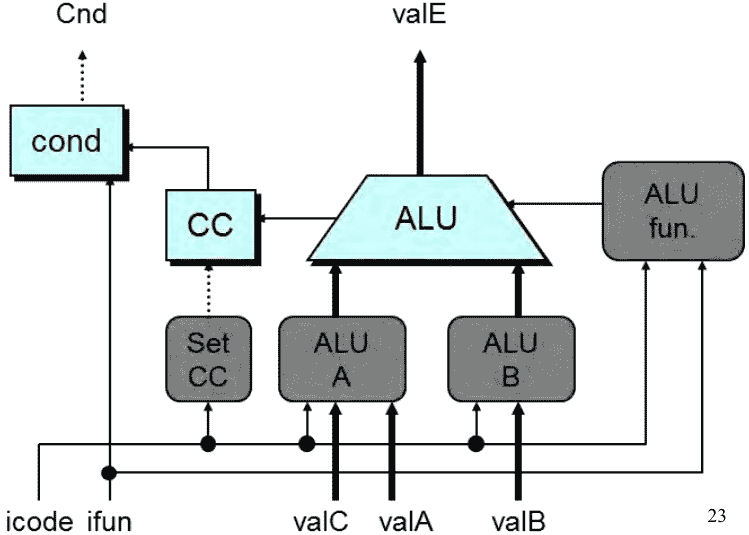 Cnd
valE
cond
CC
ALU
ALU
fun.
Set
CC
ALU
A
ALU
B
icode
ifun
valC
valA
valB
23